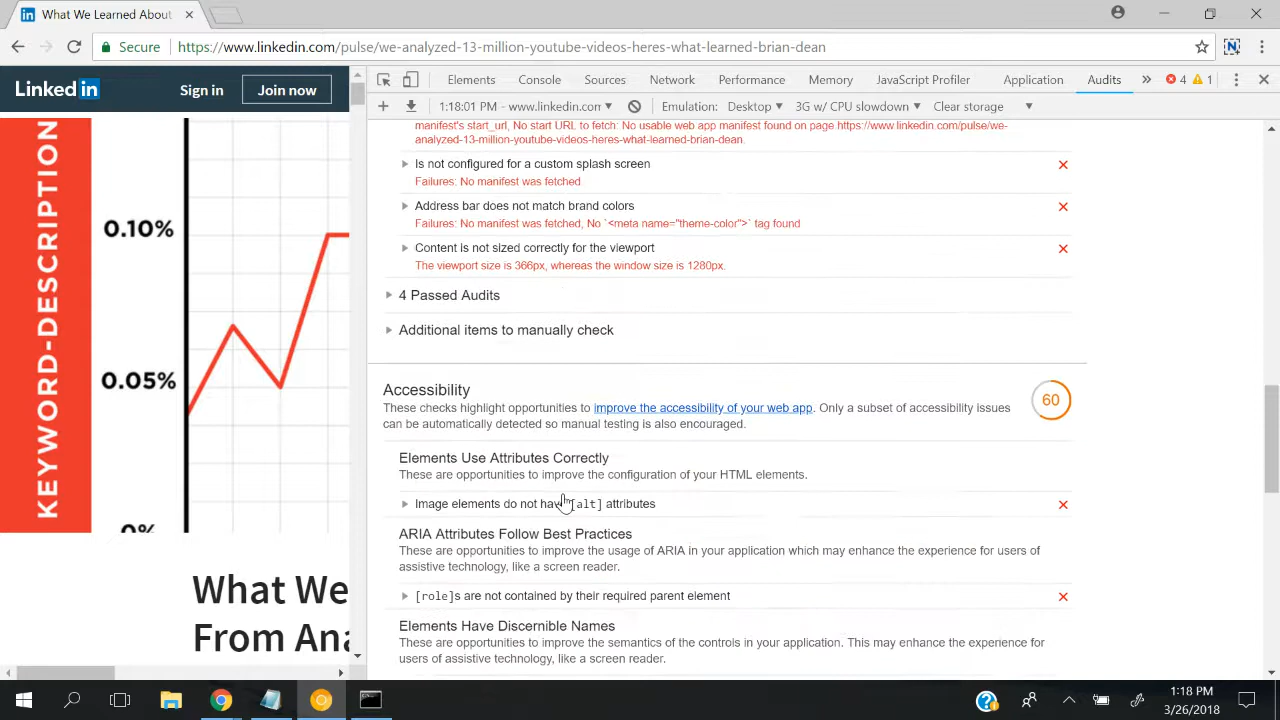 What We Learned About
Secure
https://www.linkedin.com/pulse/we-analyzed-13-million-youtube-videos-heres-what-learned-brian-dean
Linked in
Sign in
Join now
Elements Console Sources Network Performance Memory JavaScript Profiler Application Audits » 4 1
1:18:01 PM - www.linkedin.com Emulation: Desktop 3G w/ CPU slowdown Clear storage
KEYWORD-DESCRIPTION
0.10%
0.05%
0%
What We
From Ana
manifest's start_url, No start URL to fetch: No usable web app manifest found on page https://www.linkedin.com/pulse/we-
analyzed-13-million-youtube-videos-heres-what-learned-brian-dean.
Is not configured for a custom splash screen
Failures: No manifest was fetched
Address bar does not match brand colors
Failures: No manifest was fetched, No `<meta name="theme-color">` tag found
Content is not sized correctly for the viewport
The viewport size is 366px, whereas the window size is 1280px.
4 Passed Audits
Additional items to manually check
Accessibility
60
These checks highlight opportunities to improve the accessibility of your web app. Only a subset of accessibility issues
can be automatically detected so manual testing is also encouraged.
Elements Use Attributes Correctly
These are opportunities to improve the configuration of your HTML elements.
Image elements do not have [alt] attributes
ARIA Attributes Follow Best Practices
These are opportunities to improve the usage of ARIA in your application which may enhance the experience for users of
assistive technology, like a screen reader.
[role]s are not contained by their required parent element
Elements Have Discernible Names
These are opportunities to improve the semantics of the controls in your application. This may enhance the experience for
users of assistive technology, like a screen reader.
1:18 PM
3/26/2018